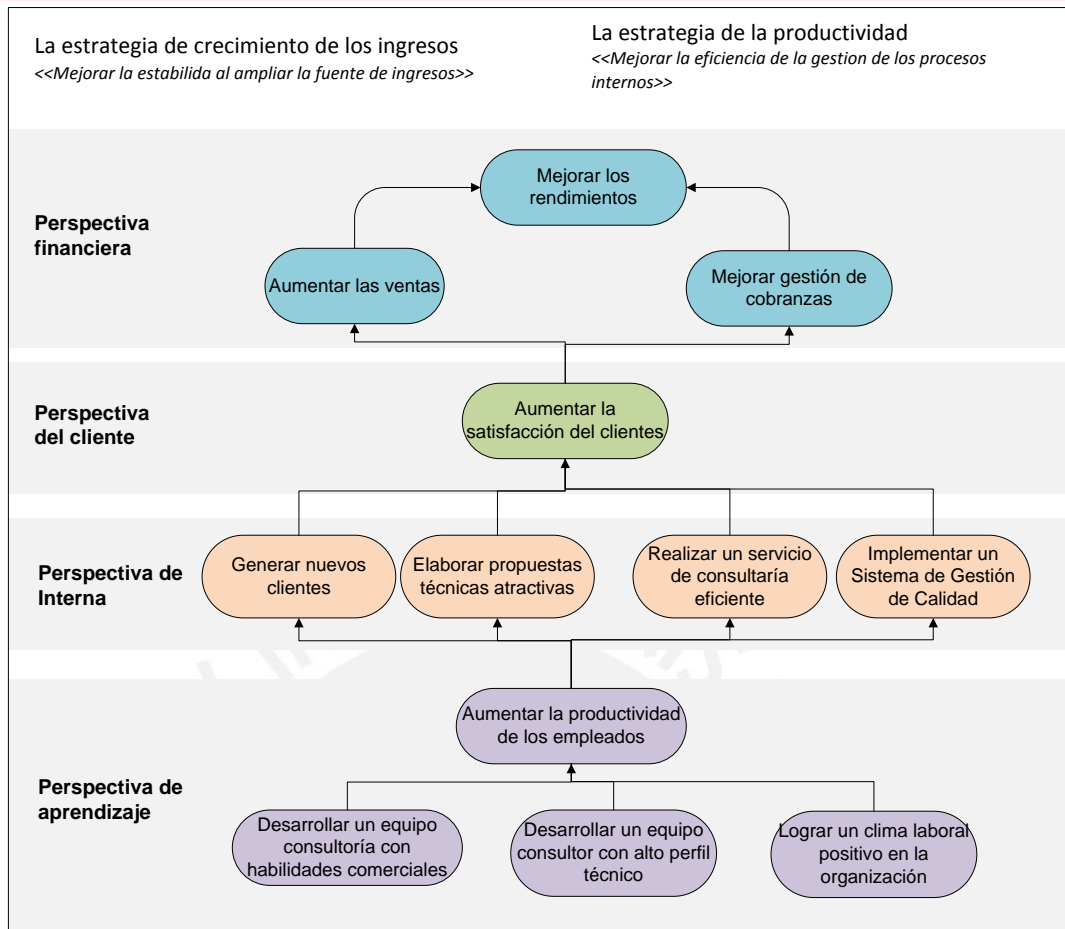 La estrategia de crecimiento de los ingresos
<<Mejorar la estabilida al ampliar la fuente de ingresos>>
La estrategia de la productividad
<<Mejorar la eficiencia de la gestion de los procesos
internos>>
Perspectiva
financiera
Mejorar los
rendimientos
Aumentar las ventas
Mejorar gestión de
cobranzas
Perspectiva
del cliente
Aumentar la
satisfacción del clientes
Perspectiva de
Interna
Generar nuevos
clientes
Elaborar propuestas
técnicas atractivas
Realizar un servicio
de consultaría
eficiente
Implementar un
Sistema de Gestión
de Calidad
Perspectiva de
aprendizaje
Aumentar la productividad
de los empleados
Desarrollar un equipo
consultoría con
habilidades comerciales
Desarrollar un equipo
consultor con alto perfil
técnico
Lograr un clima laboral
positivo en la
organización